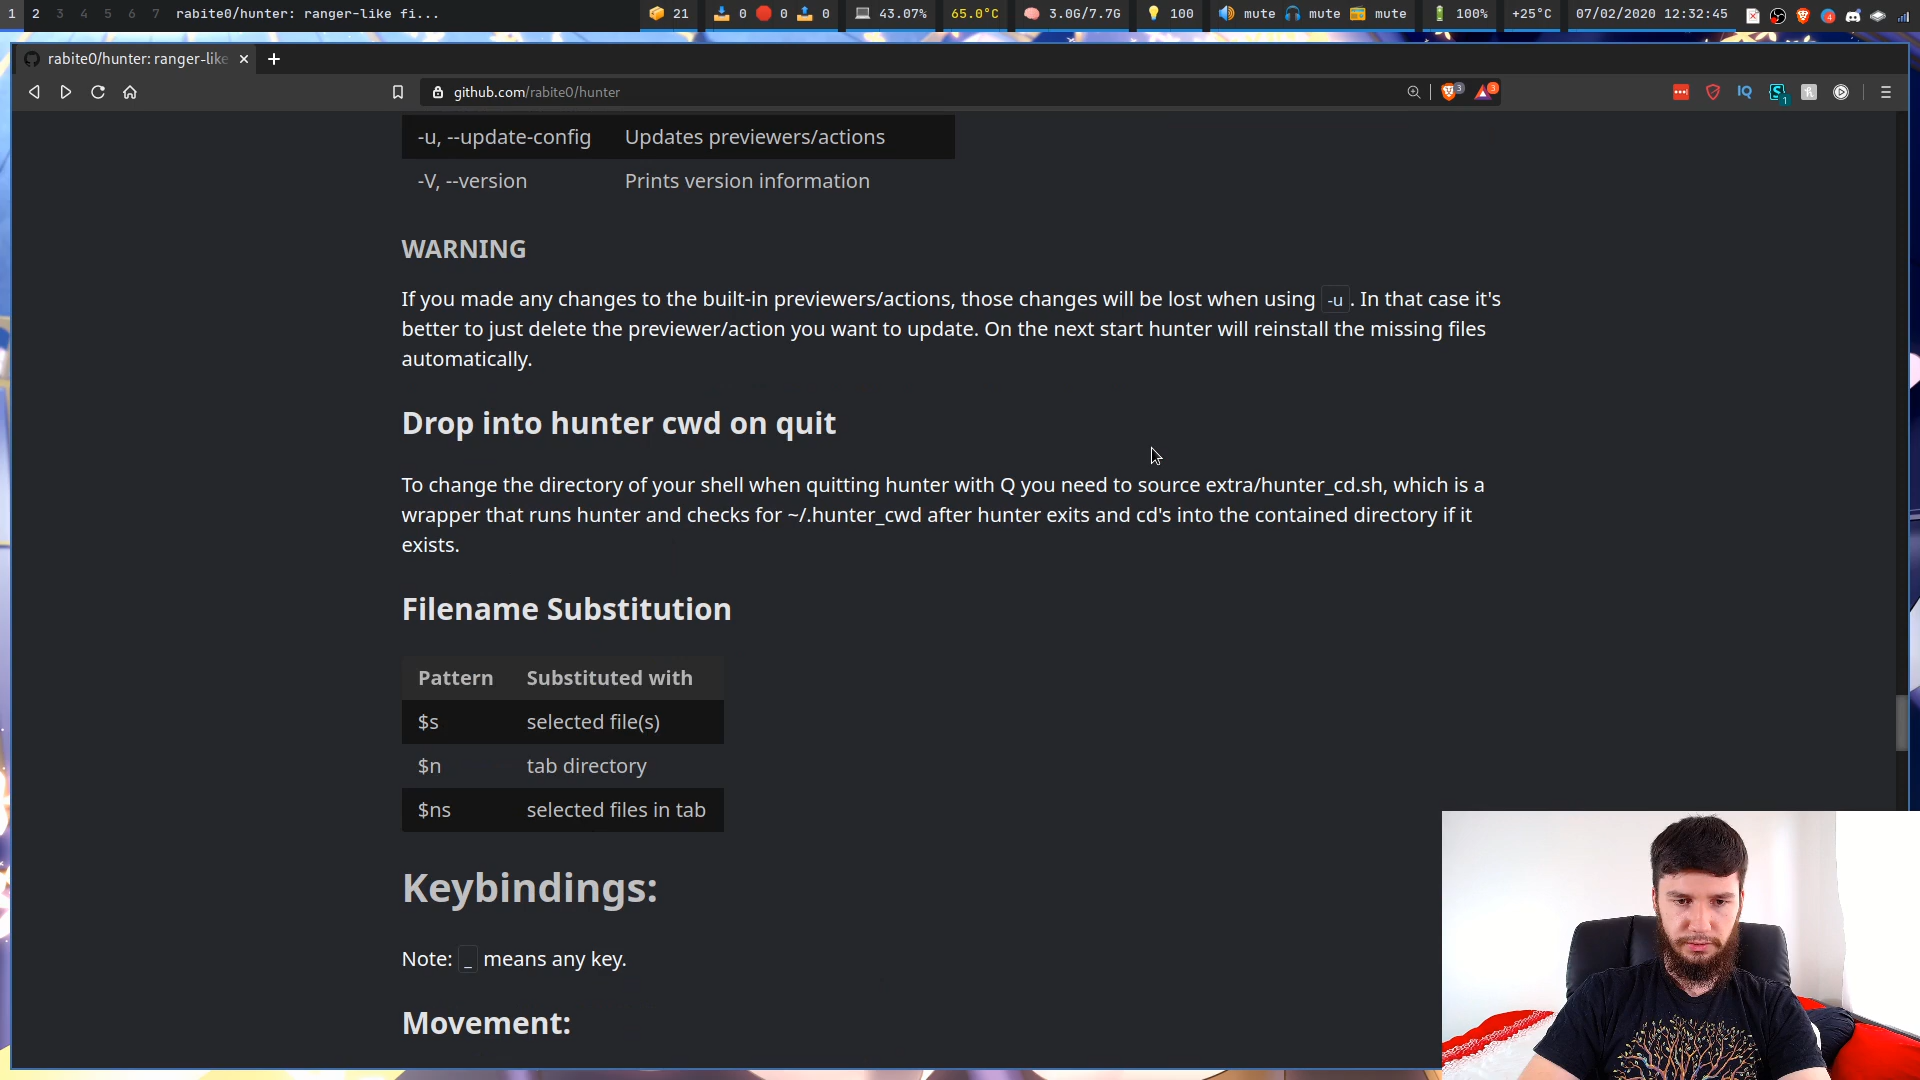 1 2 3 4 5 6 7 rabite0/hunter: ranger-like fi... 21 0 0 0 43.07% 65.0°C 3.0G/7.7G 100 mute mute mute 100% +25°C 07/02/2020 12:32:45
rabite0/hunter: ranger-like
github.com/rabite0/hunter 3 3 IQ 1
-u, --update-config Updates previewers/actions
-V, --version Prints version information
WARNING
If you made any changes to the built-in previewers/actions, those changes will be lost when using -u. In that case it's
better to just delete the previewer/action you want to update. On the next start hunter will reinstall the missing files
automatically.
Drop into hunter cwd on quit
To change the directory of your shell when quitting hunter with Q you need to source extra/hunter_cd.sh, which is a
wrapper that runs hunter and checks for ~/.hunter_cwd after hunter exits and cd's into the contained directory if it
exists.
Filename Substitution
Pattern Substituted with
$s selected file(s)
$n tab directory
$ns selected files in tab
Keybindings:
Note: _ means any key.
Movement: